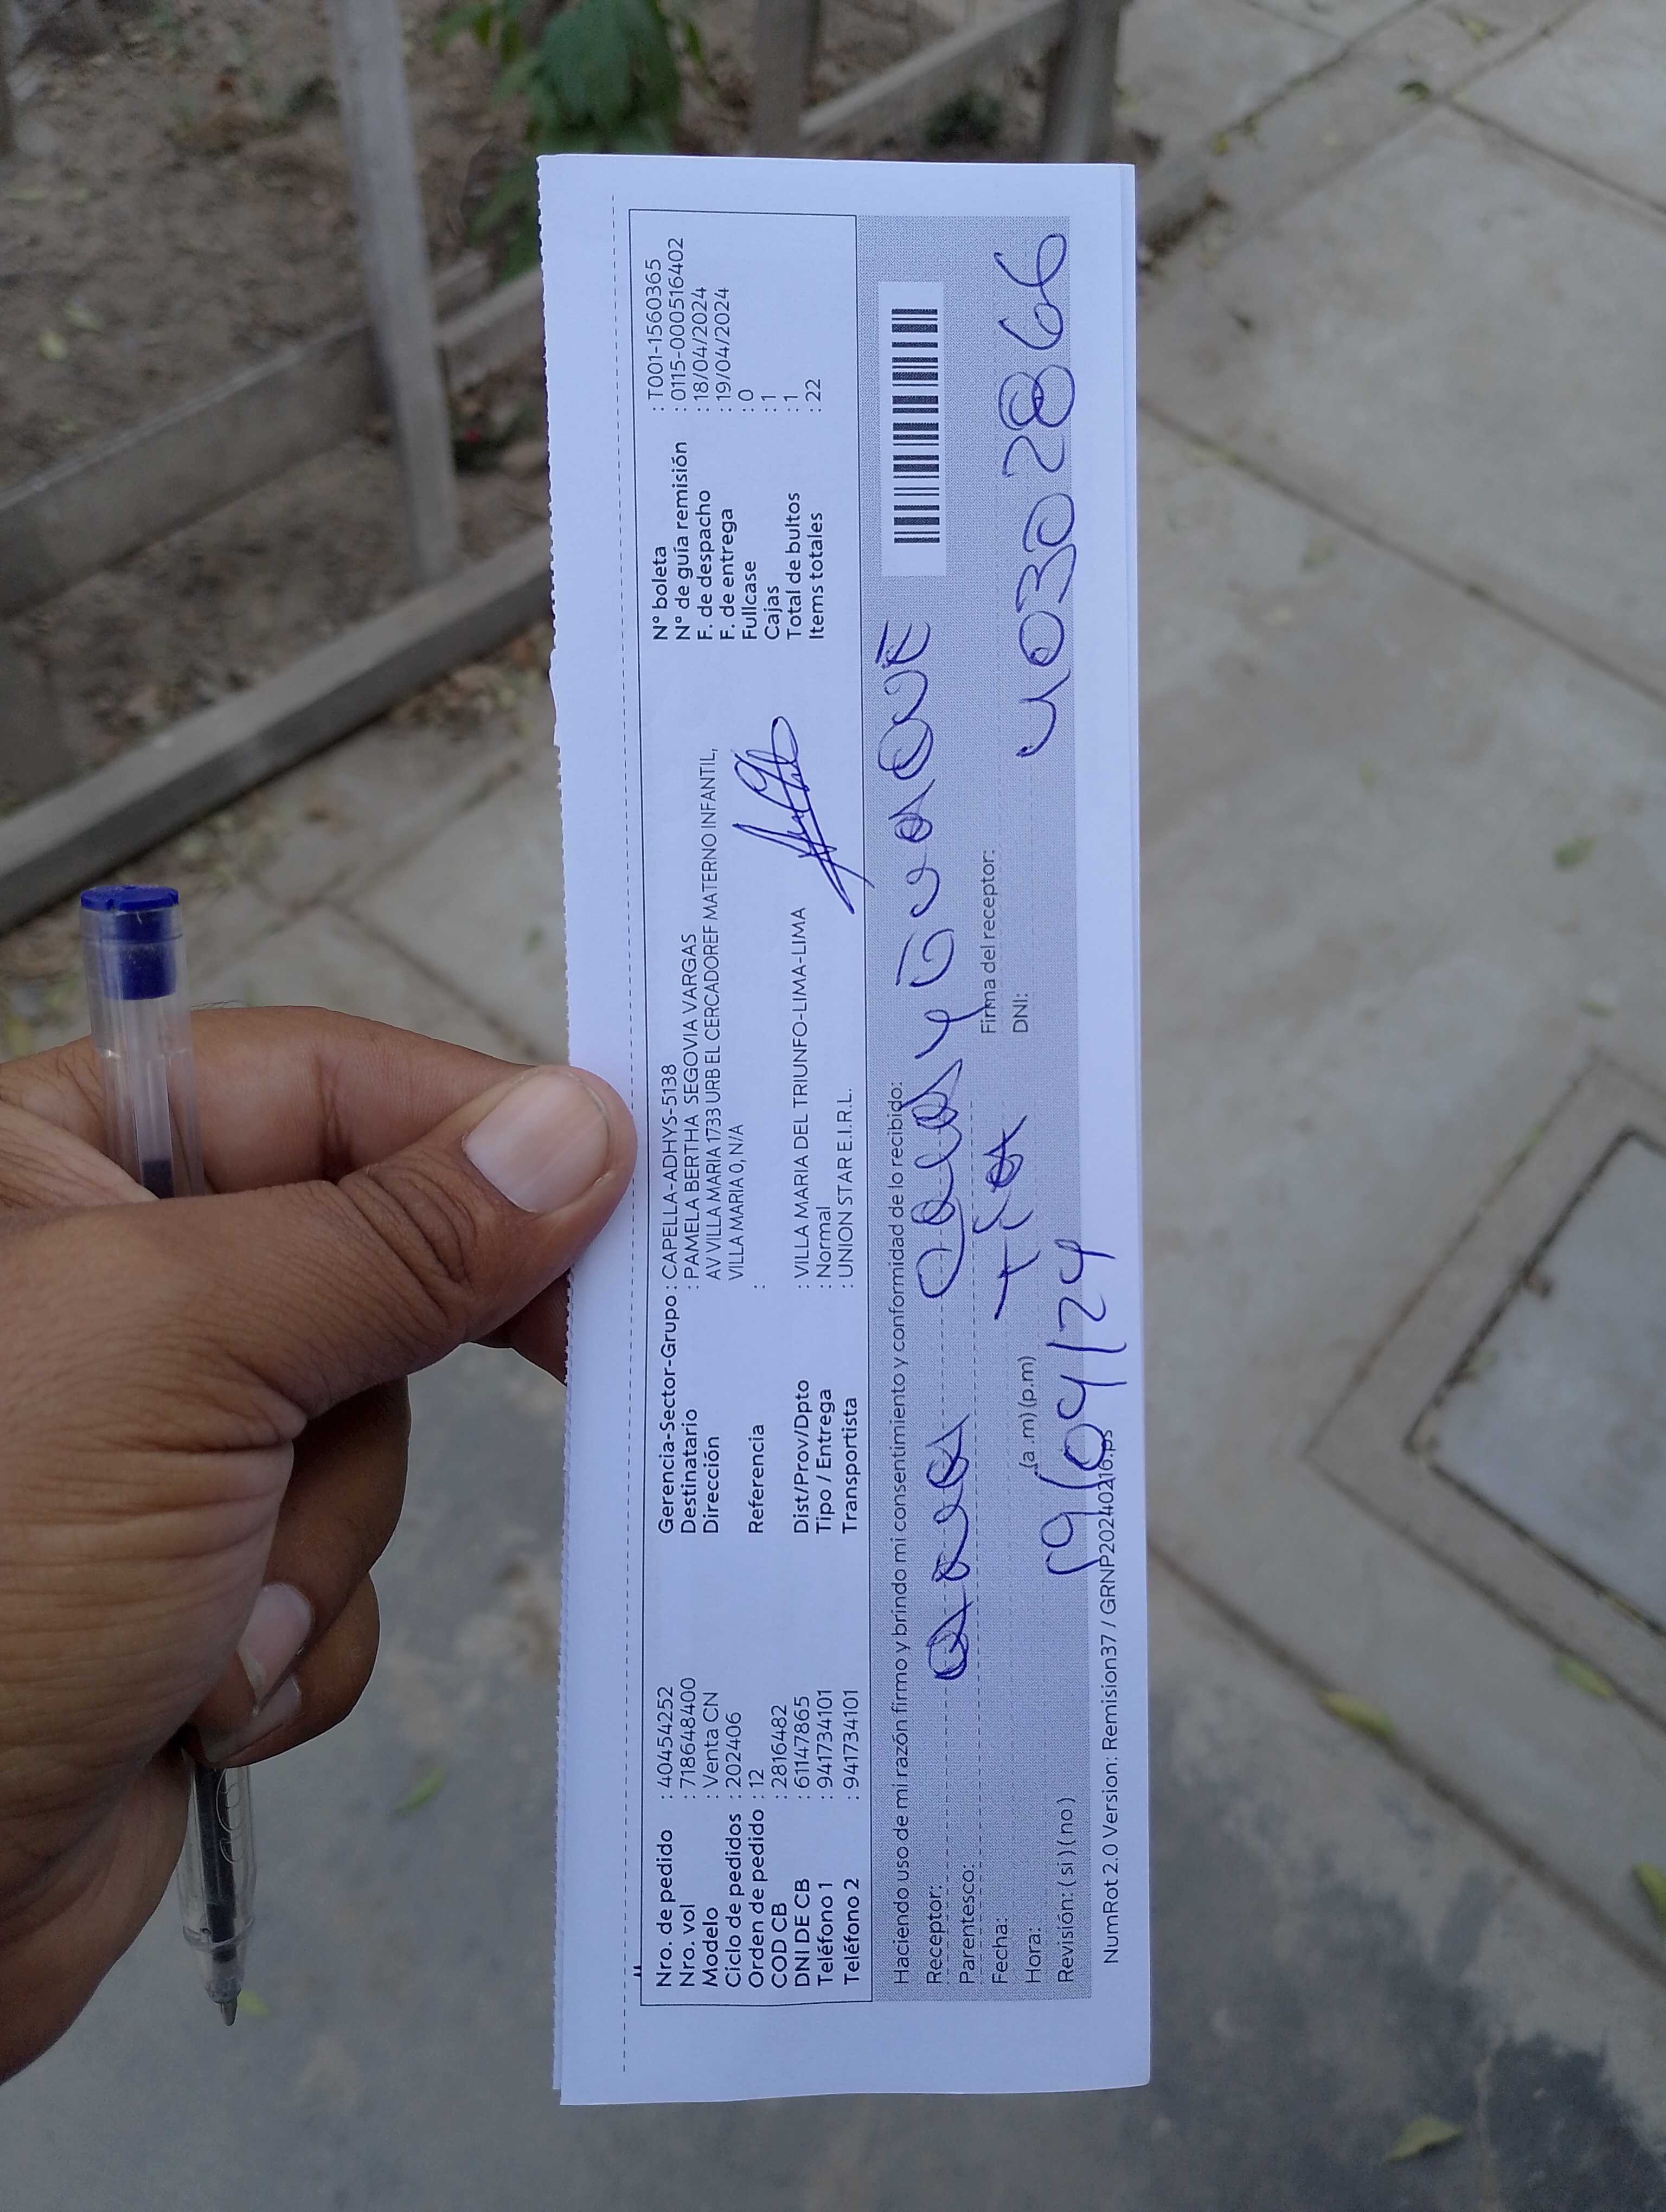 Nro. de pedido : 40454252
Nro. vol : 718648400
Modelo : Venta CN
Ciclo de pedidos : 202406
Orden de pedido : 12
COD CB : 2816482
DNI DE CB : 61147865
Teléfono 1 : 941734101
Teléfono 2 : 941734101
Gerencia-Sector-Grupo : CAPELLA-ADHYS-5138
Destinatario : PAMELA BERTHA SEGOVIA VARGAS
Dirección AV VILLA MARIA 1733 URB EL CERCADOREF MATERNO INFANTIL,
VILLA MARIA 0, N/A
Referencia :
Dist/Prov/Dpto : VILLA MARIA DEL TRIUNFO-LIMA-LIMA
Tipo / Entrega : Normal
Transportista : UNION STAR E.I.R.L.
N° boleta : T001-1560365
N° de guía remisión : 0115-000516402
F. de despacho : 18/04/2024
F. de entrega : 19/04/2024
Fullcase : 0
Cajas : 1
Total de bultos : 1
Items totales : 22
Haciendo uso de mi razón firmo y brindo mi consentimiento y conformidad de lo recibido:
Receptor:
Parentesco: Tia
Fecha:
Hora: (a.m) (p.m)
Revisión: ( si ) ( no ) 19/04/24
Firma del receptor:
DNI: 40302866
NumRot 2.0 Version: Remision37 / GRNP20240216.ps